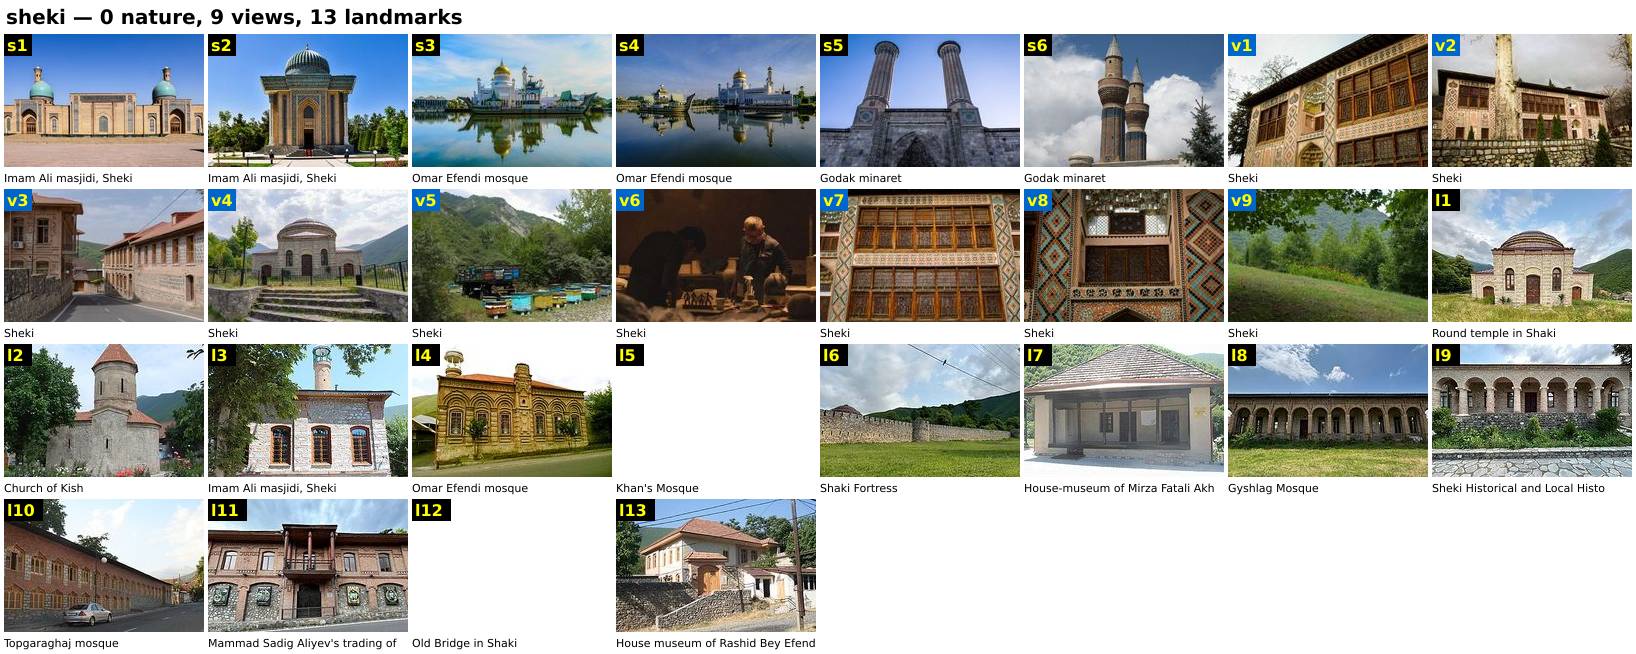 sheki — 0 nature, 9 views, 13 landmarks
s1 s2 s3 s4 s5 s6 v1 v2
Imam Ali masjidi, Sheki Imam Ali masjidi, Sheki Omar Efendi mosque Omar Efendi mosque Godak minaret Godak minaret Sheki Sheki
v3 v4 v5 v6 v7 v8 v9 l1
Sheki Sheki Sheki Sheki Sheki Sheki Sheki Round temple in Shaki
l2 l3 l4 l5 l6 l7 l8 l9
Church of Kish Imam Ali masjidi, Sheki Omar Efendi mosque Khan's Mosque Shaki Fortress House-museum of Mirza Fatali Akh Gyshlag Mosque Sheki Historical and Local Histo
l10 l11 l12 l13
Topgaraghaj mosque Mammad Sadig Aliyev's trading of Old Bridge in Shaki House museum of Rashid Bey Efend